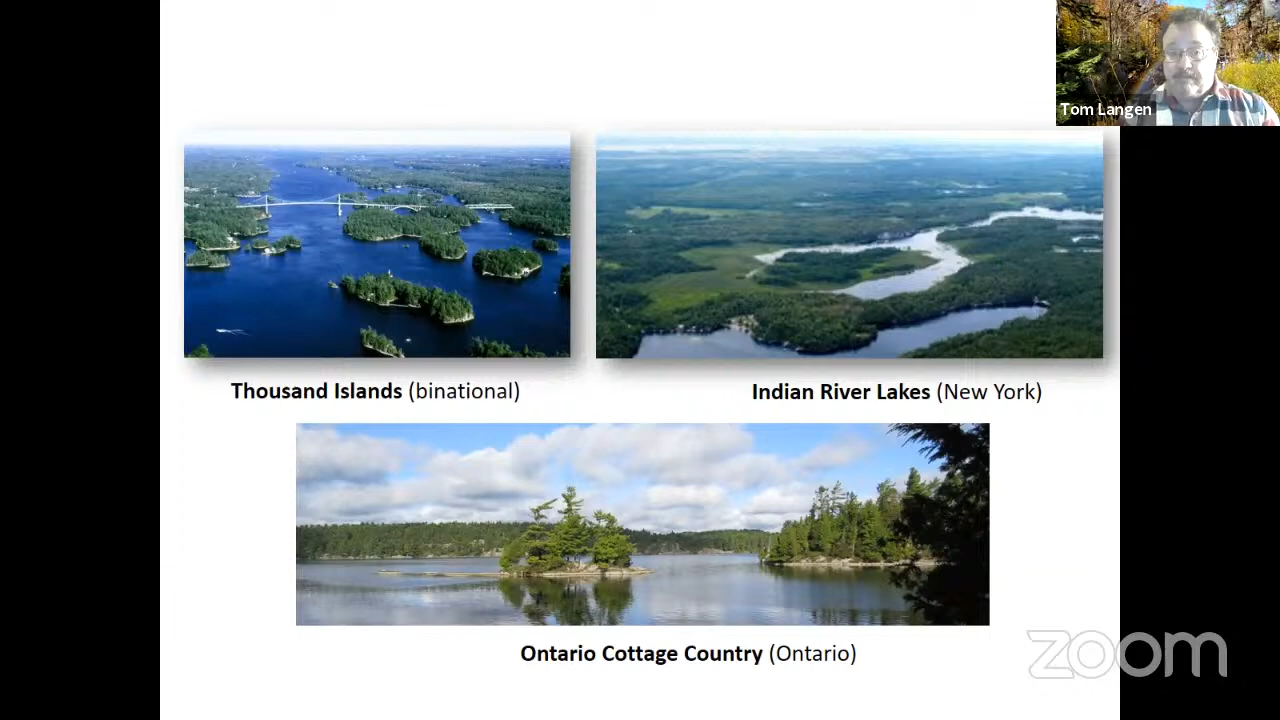 Tom Langen
Thousand Islands (binational)
Indian River Lakes (New York)
Ontario Cottage Country (Ontario)
zoom